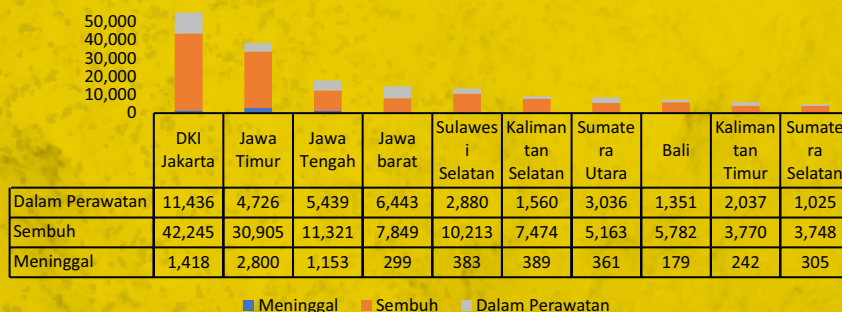 50,000
40,000
30,000
20,000
10,000
0
DKI Jakarta
Jawa Timur
Jawa Tengah
Jawa barat
Sulawes i Selatan
Kaliman tan Selatan
Sumate ra Utara
Bali
Kaliman tan Timur
Sumate ra Selatan
Dalam Perawatan 11,436 4,726 5,439 6,443 2,880 1,560 3,036 1,351 2,037 1,025
Sembuh 42,245 30,905 11,321 7,849 10,213 7,474 5,163 5,782 3,770 3,748
Meninggal 1,418 2,800 1,153 299 383 389 361 179 242 305
Meninggal Sembuh Dalam Perawatan